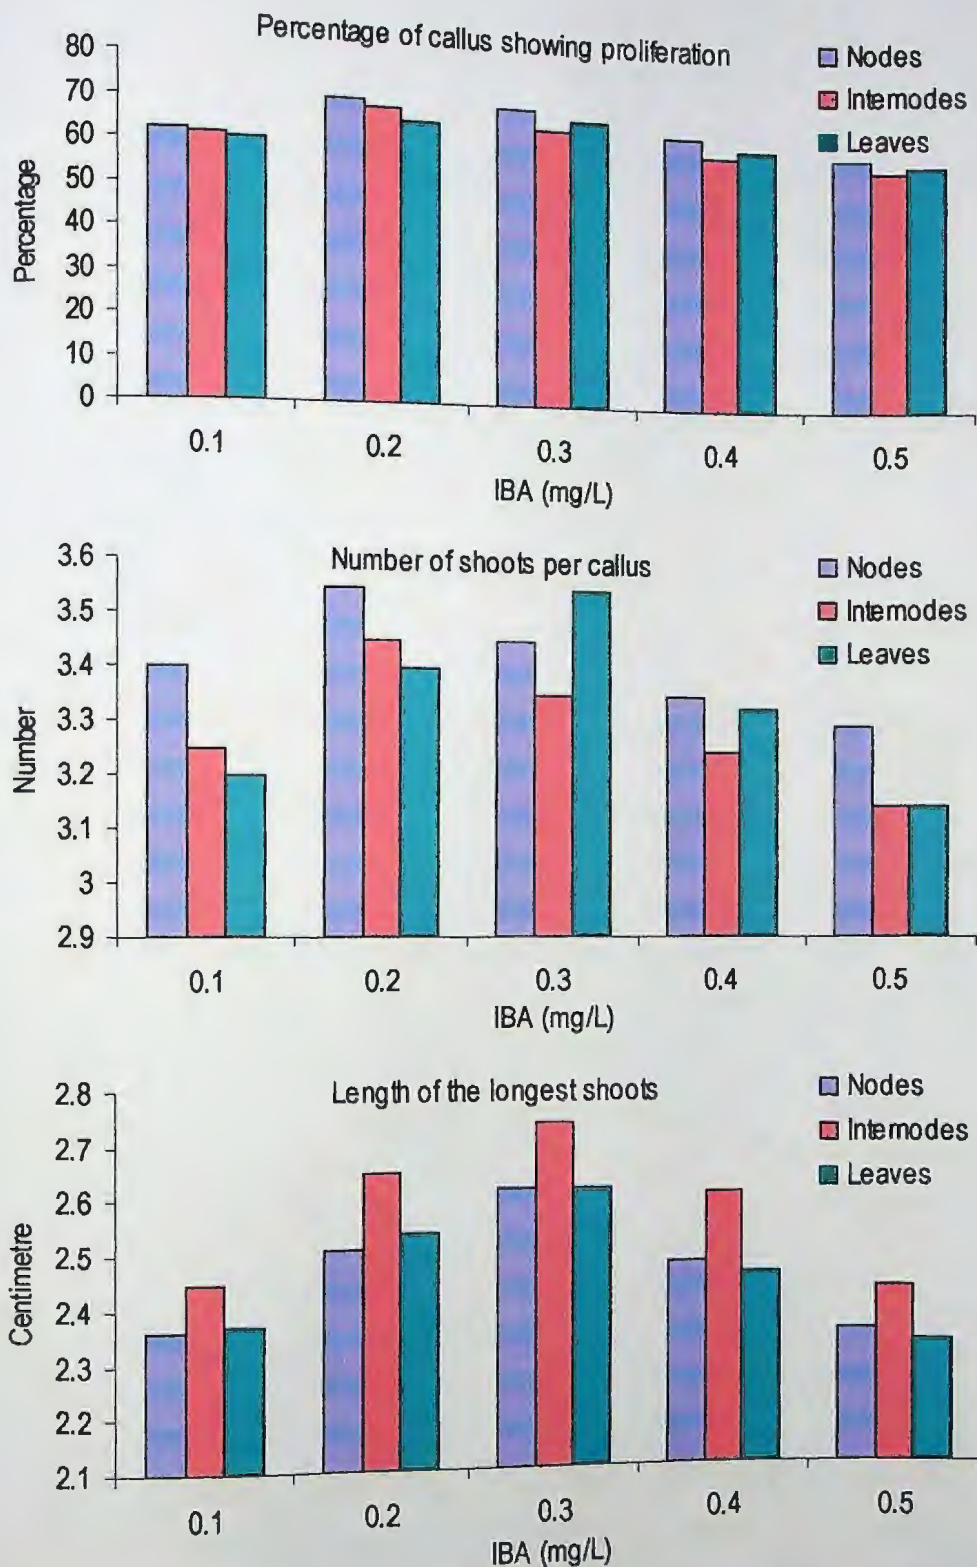 Percentage of callus showing proliferation
Nodes
Internodes
Leaves
Percentage
80
70
60
50
40
30
20
10
0
0.1 0.2 0.3 0.4 0.5
IBA (mg/L)
Number of shoots per callus
Nodes
Internodes
Leaves
Number
3.6
3.5
3.4
3.3
3.2
3.1
3
2.9
0.1 0.2 0.3 0.4 0.5
IBA (mg/L)
Length of the longest shoots
Nodes
Internodes
Leaves
Centimetre
2.8
2.7
2.6
2.5
2.4
2.3
2.2
2.1
0.1 0.2 0.3 0.4 0.5
IBA (mg/L)